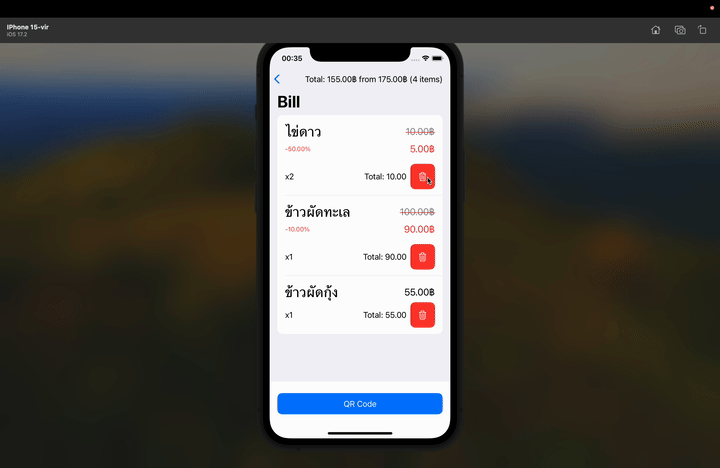 IPhone 15-vir
iOS 17.2
00:35
Total: 155.00฿ from 175.00฿ (4 items)
Bill
ไข่ดาว 10.00฿
-50.00% 5.00฿
x2 Total: 10.00
ข้าวผัดทะเล 100.00฿
-10.00% 90.00฿
x1 Total: 90.00
ข้าวผัดกุ้ง 55.00฿
x1 Total: 55.00
QR Code